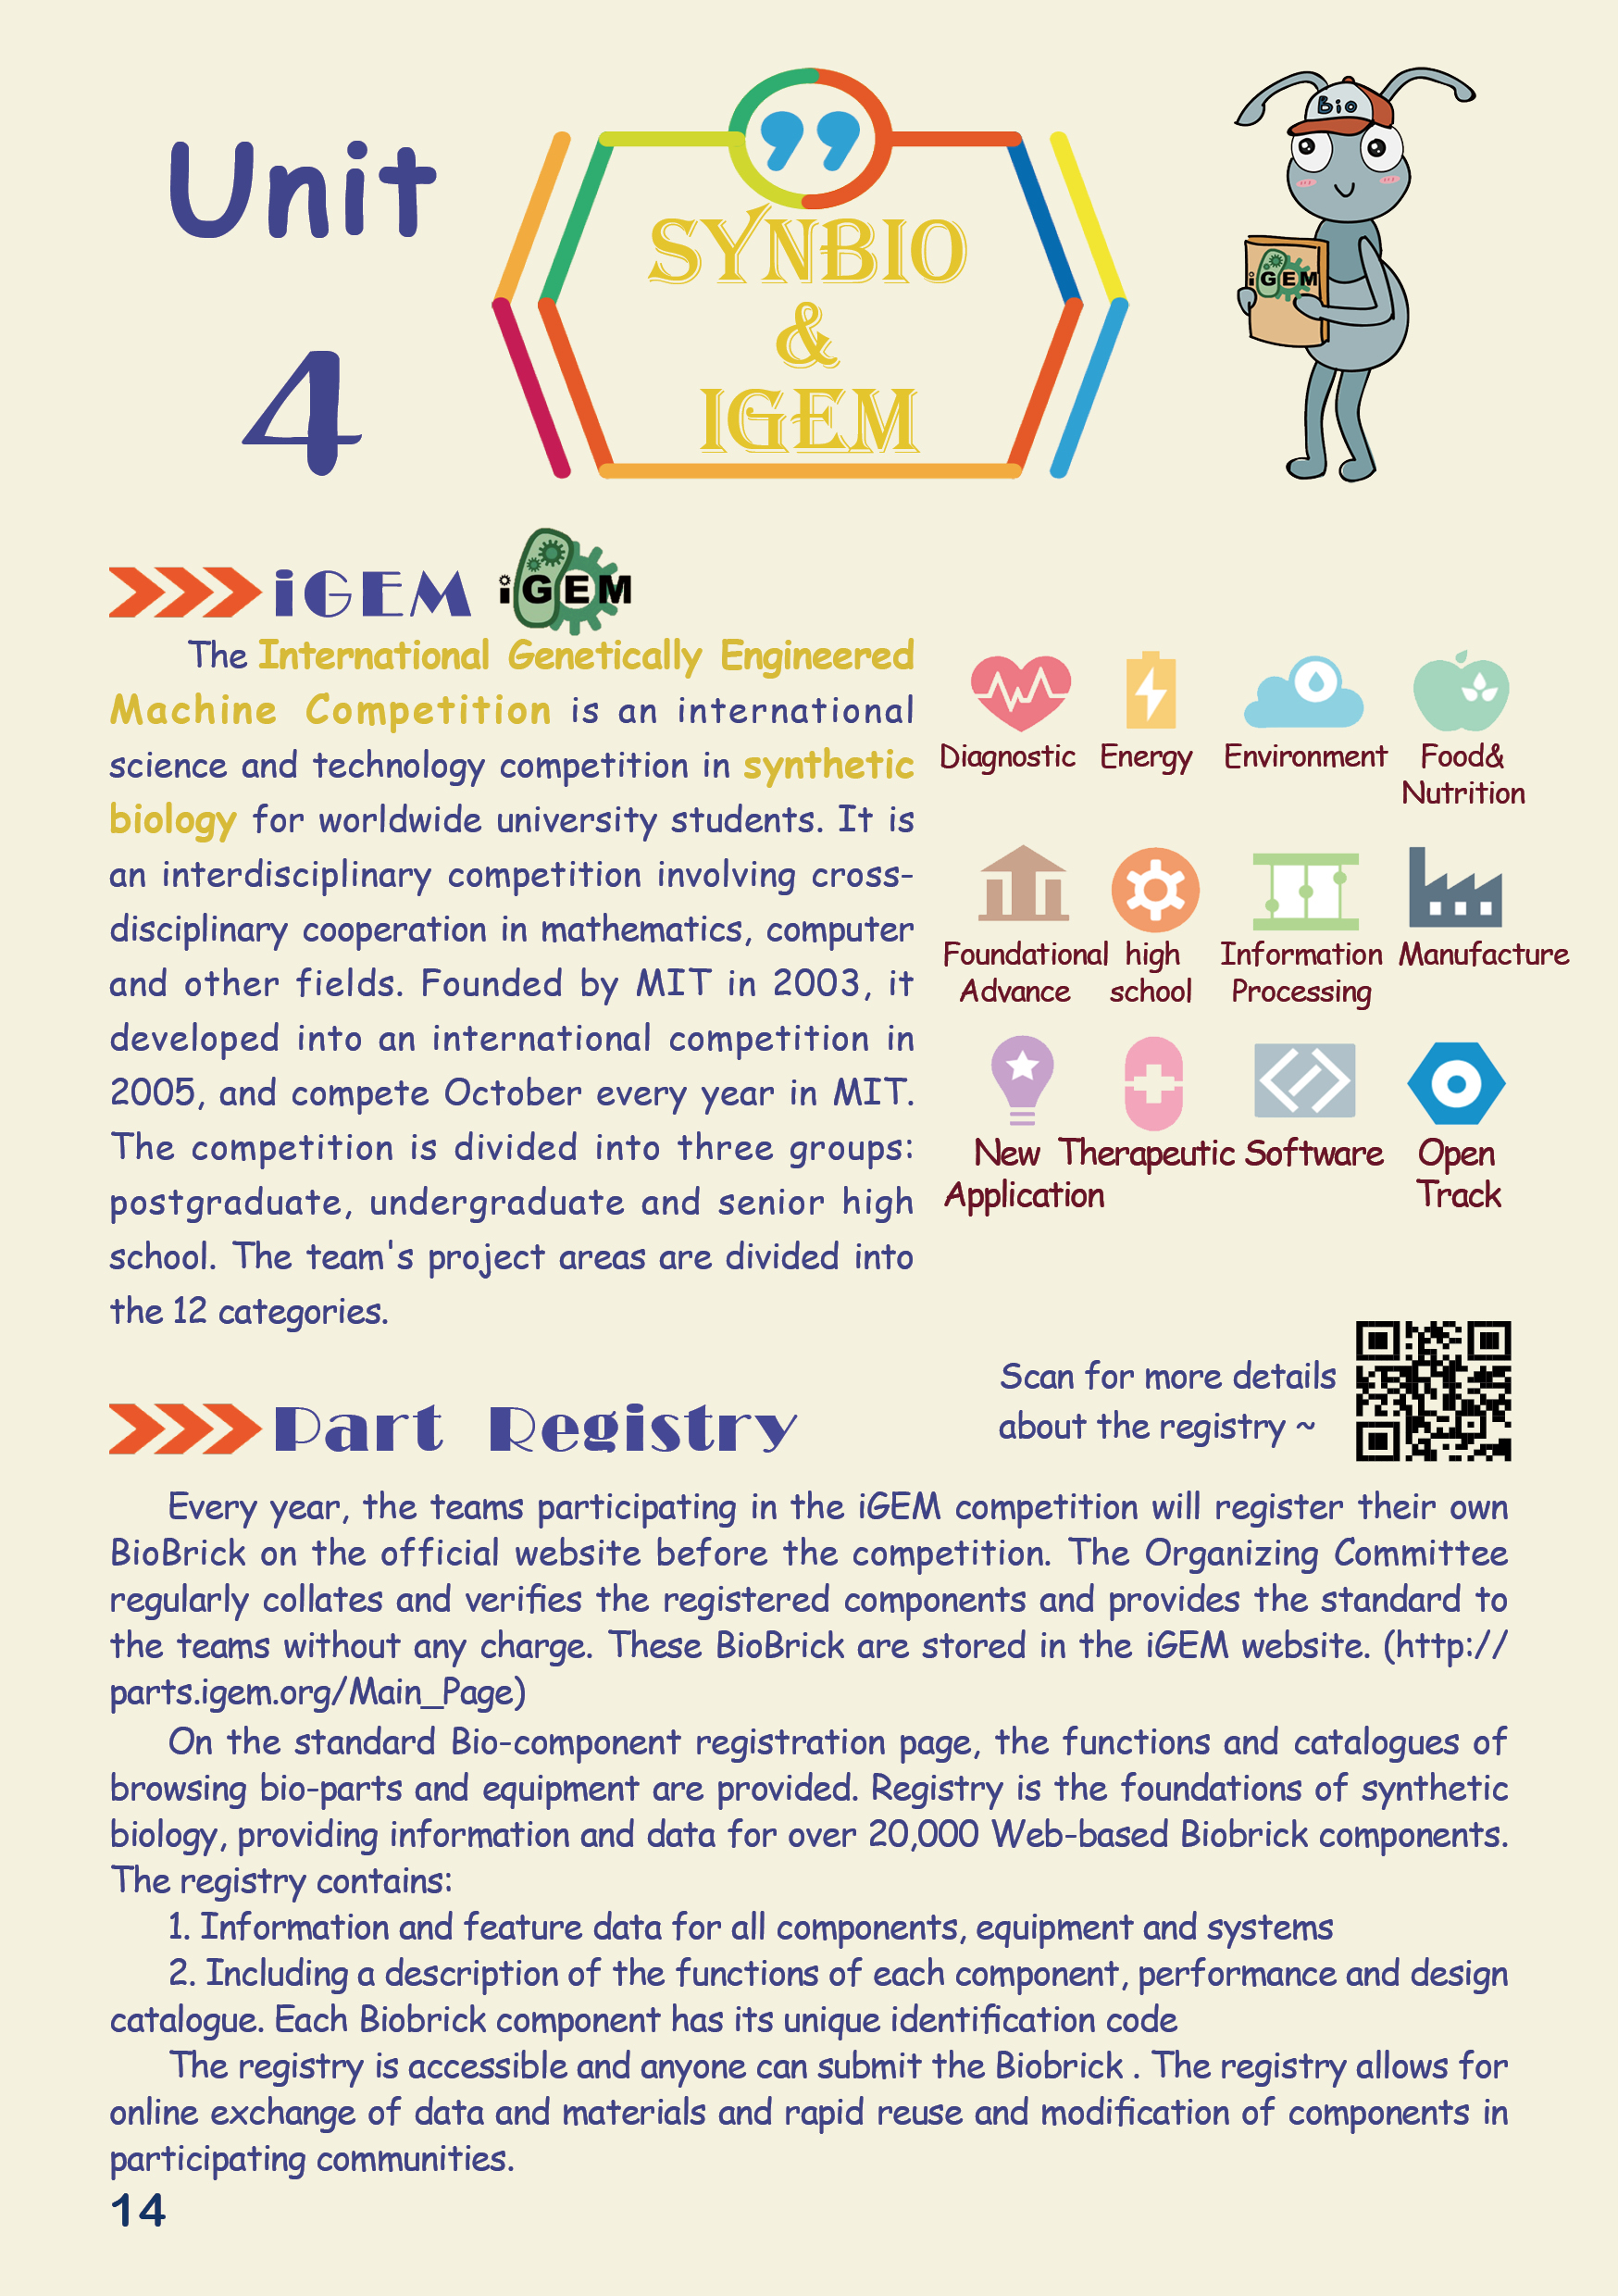 Unit
4
SYNBIO
&
IGEM
Bio
iGEM
iGEM
iGEM
The International Genetically Engineered
Machine Competition is an international
science and technology competition in synthetic
biology for worldwide university students. It is
an interdisciplinary competition involving cross-
disciplinary cooperation in mathematics, computer
and other fields. Founded by MIT in 2003, it
developed into an international competition in
2005, and compete October every year in MIT.
The competition is divided into three groups:
postgraduate, undergraduate and senior high
school. The team's project areas are divided into
the 12 categories.
Diagnostic Energy Environment Food&
Nutrition
Foundational high Information Manufacture
Advance school Processing
New Therapeutic Software Open
Application Track
Scan for more details
about the registry ~
Part Registry
Every year, the teams participating in the iGEM competition will register their own
BioBrick on the official website before the competition. The Organizing Committee
regularly collates and verifies the registered components and provides the standard to
the teams without any charge. These BioBrick are stored in the iGEM website. (http://
parts.igem.org/Main_Page)
On the standard Bio-component registration page, the functions and catalogues of
browsing bio-parts and equipment are provided. Registry is the foundations of synthetic
biology, providing information and data for over 20,000 Web-based Biobrick components.
The registry contains:
1. Information and feature data for all components, equipment and systems
2. Including a description of the functions of each component, performance and design
catalogue. Each Biobrick component has its unique identification code
The registry is accessible and anyone can submit the Biobrick . The registry allows for
online exchange of data and materials and rapid reuse and modification of components in
participating communities.
14